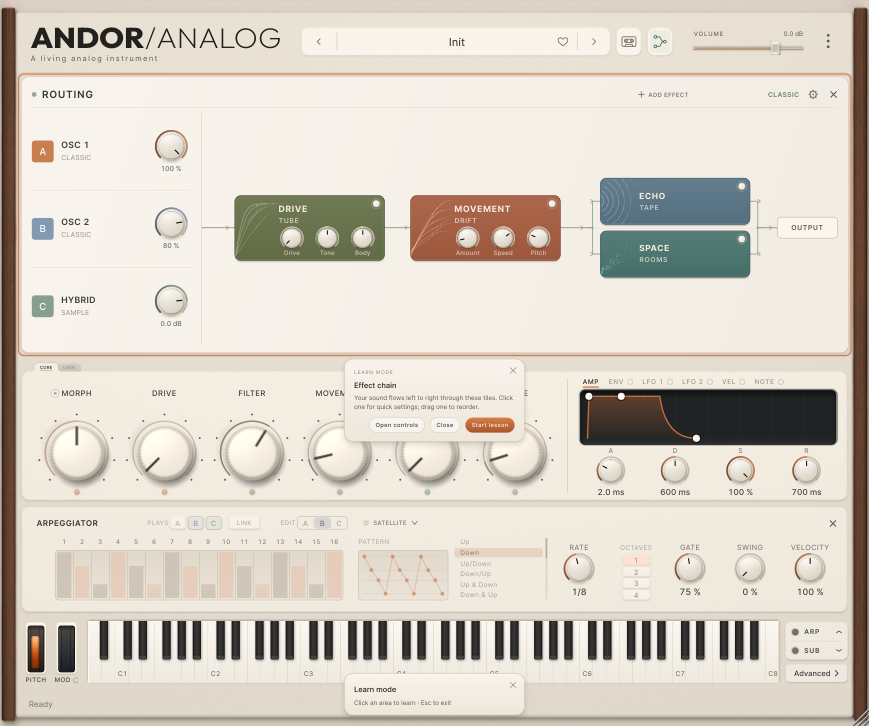 ANDOR/ANALOG
A living analog instrument
Init
VOLUME 0.0 dB
ROUTING
ADD EFFECT
CLASSIC
A OSC 1
CLASSIC
100 %
B OSC 2
CLASSIC
80 %
C HYBRID
SAMPLE
0.0 dB
DRIVE
TUBE
Drive Tone Body
MOVEMENT
DRIFT
Amount Speed Pitch
ECHO
TAPE
SPACE
ROOMS
OUTPUT
CORE USER
MORPH DRIVE FILTER MOVEM E
LEARN MODE
Effect chain
Your sound flows left to right through these tiles. Click
one for quick settings; drag one to reorder.
Open controls Close Start lesson
AMP ENV LFO 1 LFO 2 VEL NOTE
A D S R
2.0 ms 600 ms 100 % 700 ms
ARPEGGIATOR PLAYS A B C LINK EDIT A B C SATELLITE
1 2 3 4 5 6 7 8 9 10 11 12 13 14 15 16
PATTERN
Up
Down
Up/Down
Down/Up
Up & Down
Down & Up
RATE
1/8
OCTAVES
1
2
3
4
GATE
75 %
SWING
0 %
VELOCITY
100 %
PITCH MOD
C1 C2 C3 C4 C5 C6 C7 C8
ARP
SUB
Advanced
Learn mode
Click an area to learn · Esc to exit
Ready